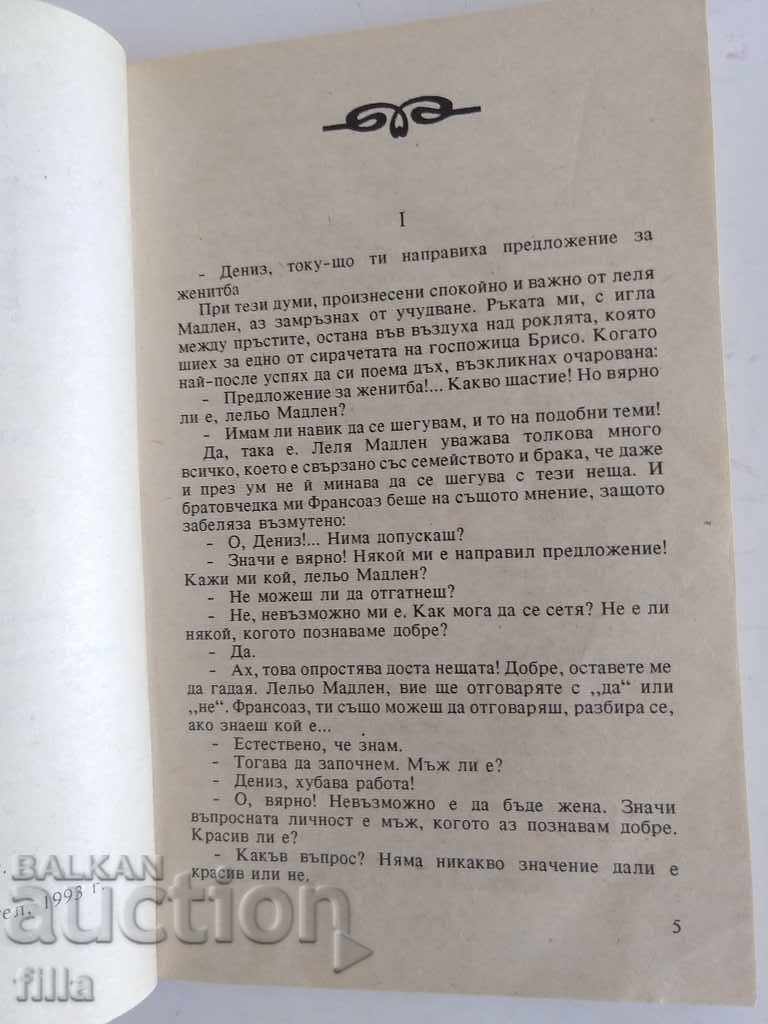 I
- Дениз, току-що ти направиха предложение за
женитба
При тези думи, произнесени спокойно и важно от леля
Мадлен, аз замръзнах от учудване. Ръката ми, с игла
между пръстите, остана във въздуха над роклята, която
шиех за едно от сирачетата на госпожица Брисо. Когато
най-после успях да си поема дъх, възкликнах очарована:
- Предложение за женитба!... Какво щастие! Но вярно
ли е, лельо Мадлен?
- Имам ли навик да се шегувам, и то на подобни теми!
Да, така е. Леля Мадлен уважава толкова много
всичко, което е свързано със семейството и брака, че даже
и през ум не й минава да се шегува с тези неща. И
братовчедка ми Франсоаз беше на същото мнение, защото
забеляза възмутено:
- О, Дениз!... Нима допускаш?
- Значи е вярно! Някой ми е направил предложение!
Кажи ми кой, лельо Мадлен?
- Не можеш ли да отгатнеш?
- Не, невъзможно ми е. Как мога да се сетя? Не е ли
някой, когото познаваме добре?
- Да.
- Ах, това опростява доста нещата! Добре, оставете ме
да гадая. Лельо Мадлен, вие ще отговаряте с „да“ или
„не“. Франсоаз, ти също можеш да отговаряш, разбира се,
ако знаеш кой е...
- Естествено, че знам.
- Тогава да започнем. Мъж ли е?
- Дениз, хубава работа!
- О, вярно! Невъзможно е да бъде жена. Значи
въпросната личност е мъж, когото аз познавам добре.
Красив ли е?
- Какъв въпрос? Няма никакво значение дали е
красив или не.
5
ел, 1993 г.
BALKAN
auction
filla